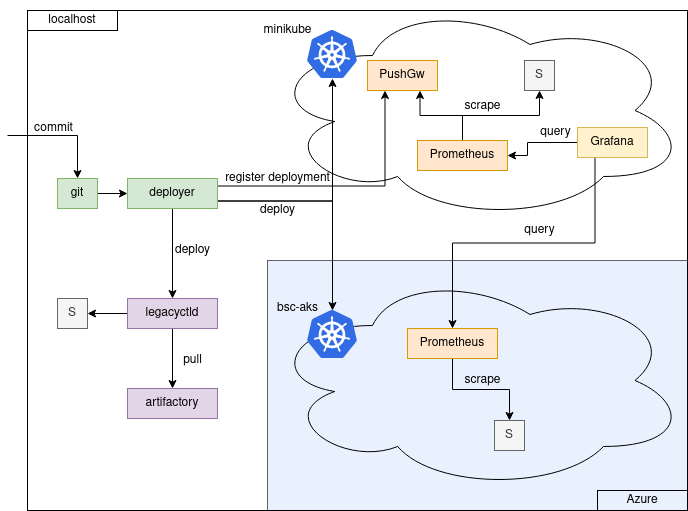 localhost
minikube
PushGw
S
scrape
commit
query
Grafana
Prometheus
register deployment
git
deployer
deploy
query
deploy
bsc-aks
S
legacyctld
Prometheus
pull
scrape
artifactory
S
Azure